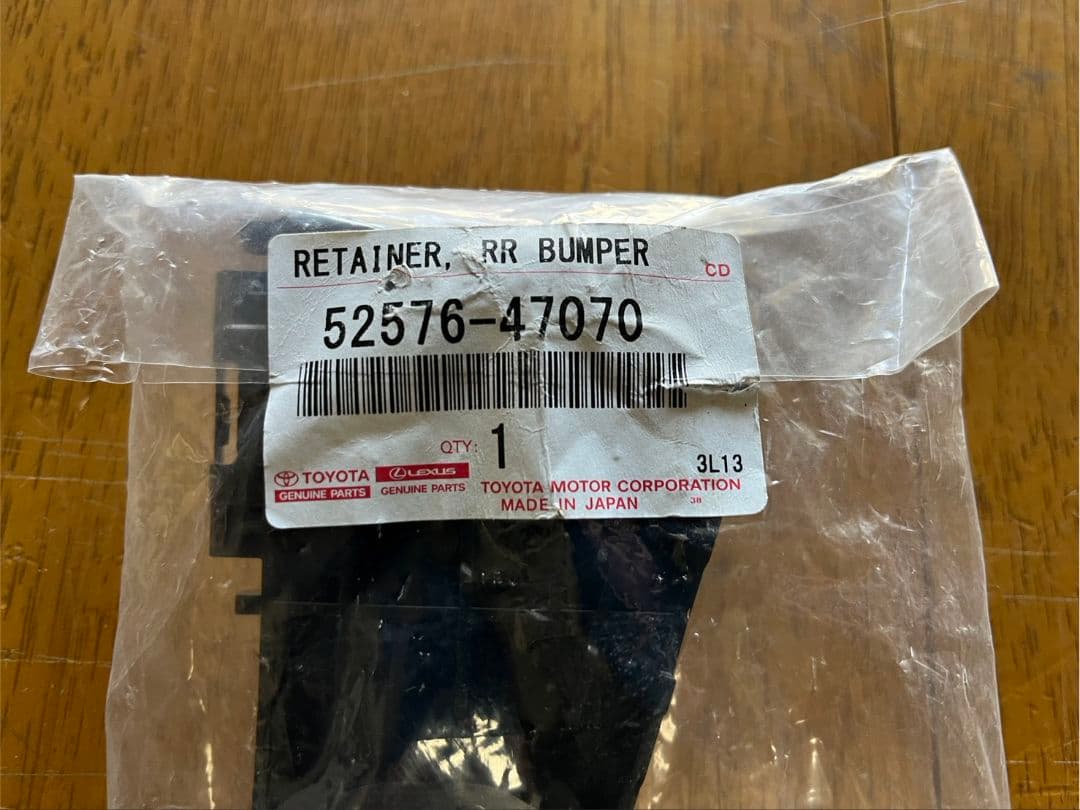 RETAINER, RR BUMPER
CD
52576-47070
QTY: 1
3L13
TOYOTA LEXUS
GENUINE PARTS GENUINE PARTS
TOYOTA MOTOR CORPORATION
MADE IN JAPAN 38